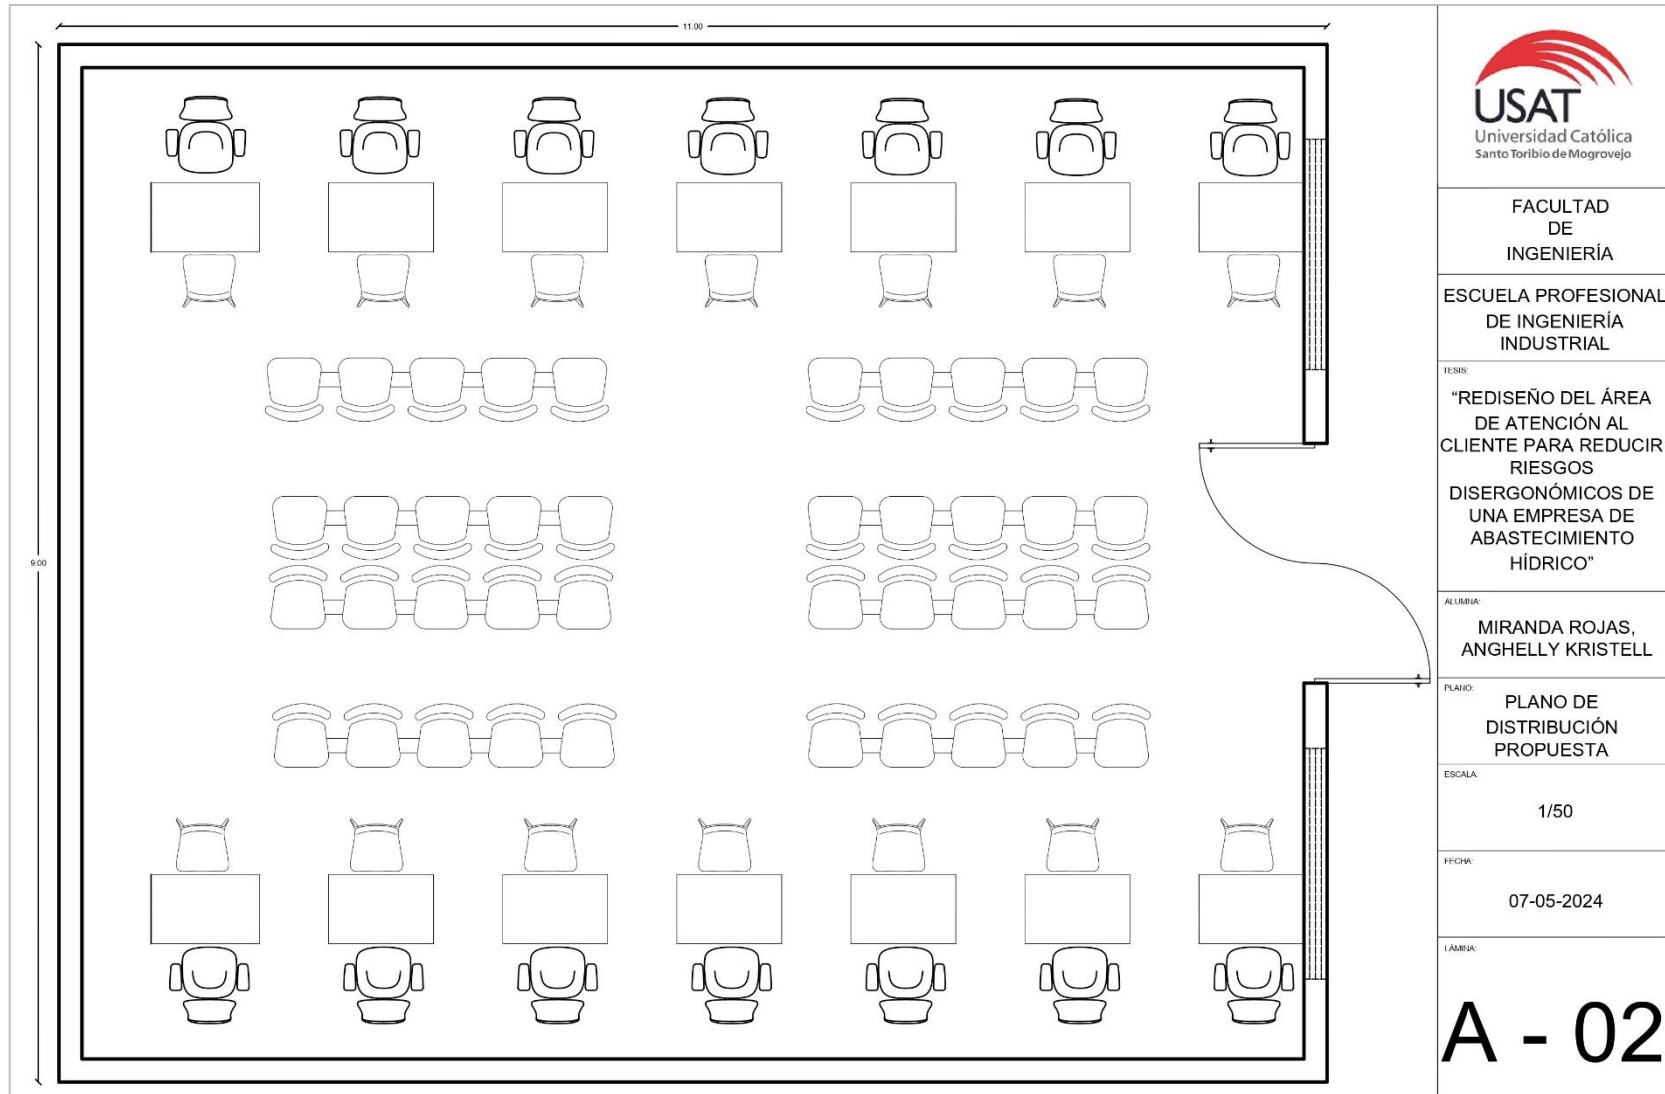 11.00
9.00
USAT
Universidad Católica
Santo Toribio de Mogrovejo
FACULTAD
DE
INGENIERÍA
ESCUELA PROFESIONAL
DE INGENIERÍA
INDUSTRIAL
TESIS:
“REDISEÑO DEL ÁREA
DE ATENCIÓN AL
CLIENTE PARA REDUCIR
RIESGOS
DISERGONÓMICOS DE
UNA EMPRESA DE
ABASTECIMIENTO
HÍDRICO”
ALUMNA:
MIRANDA ROJAS,
ANGHELLY KRISTELL
PLANO:
PLANO DE
DISTRIBUCIÓN
PROPUESTA
ESCALA:
1/50
FECHA:
07-05-2024
LÁMINA:
A - 02